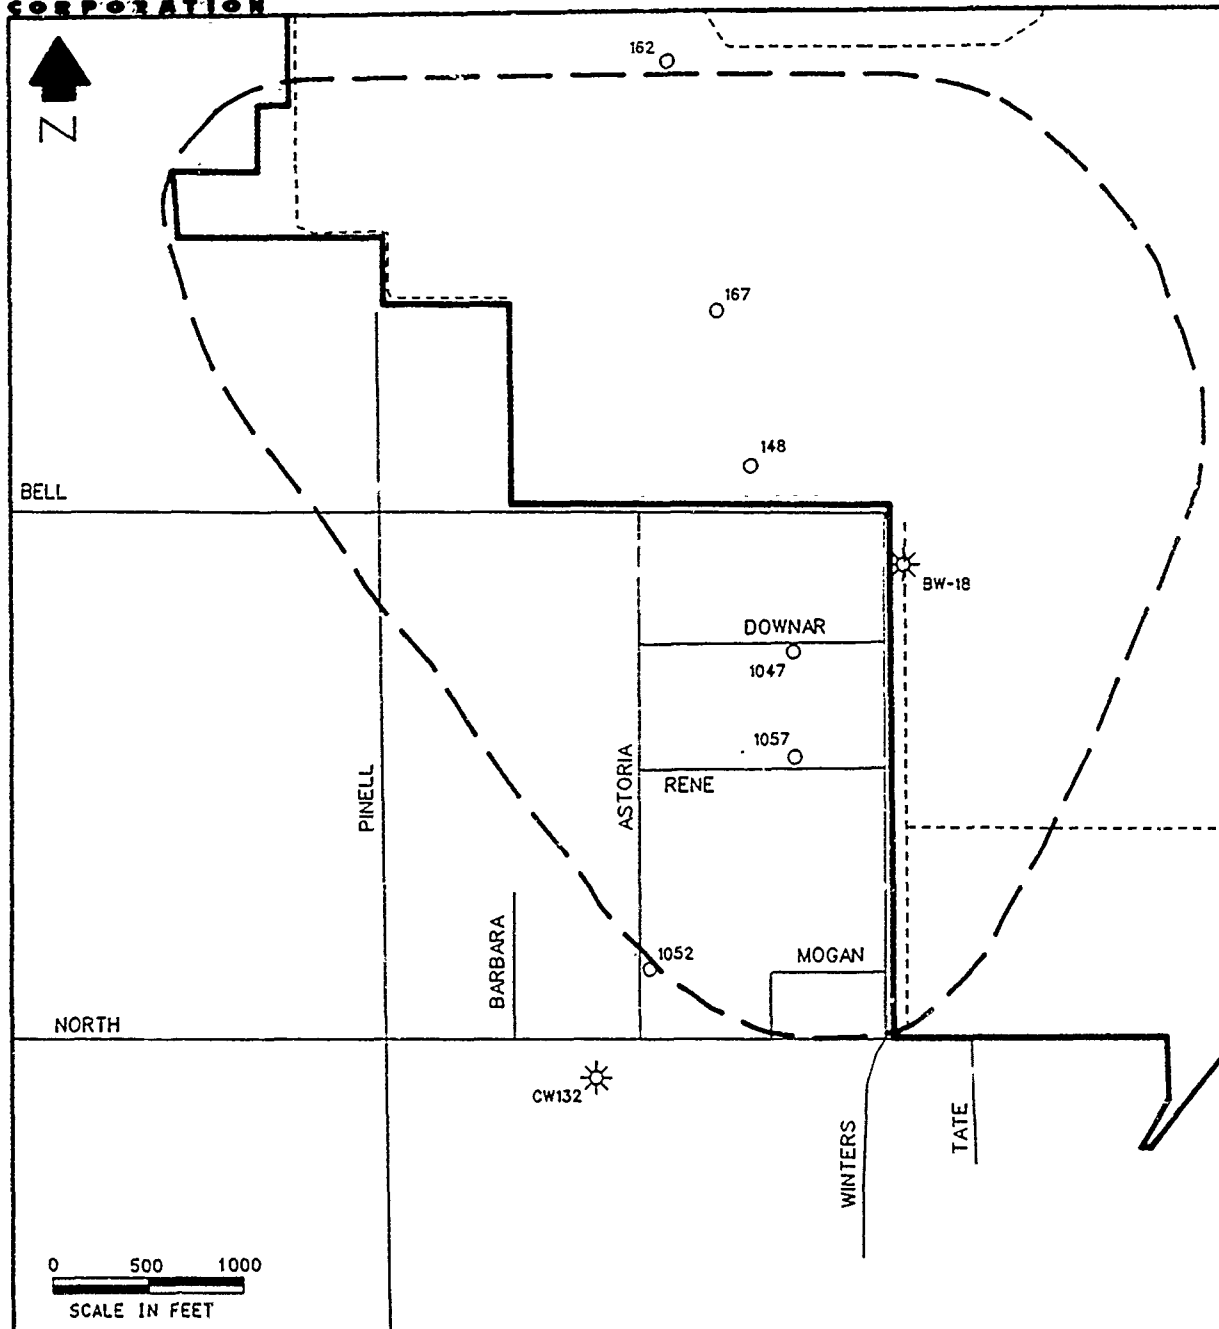 CORPORATION
N
162
167
148
BELL
BW-18
DOWNAR
1047
1057
RENE
ASTORIA
PINELL
BARBARA
1052
MOGAN
NORTH
CW132
WINTERS
TATE
0 500 1000
SCALE IN FEET